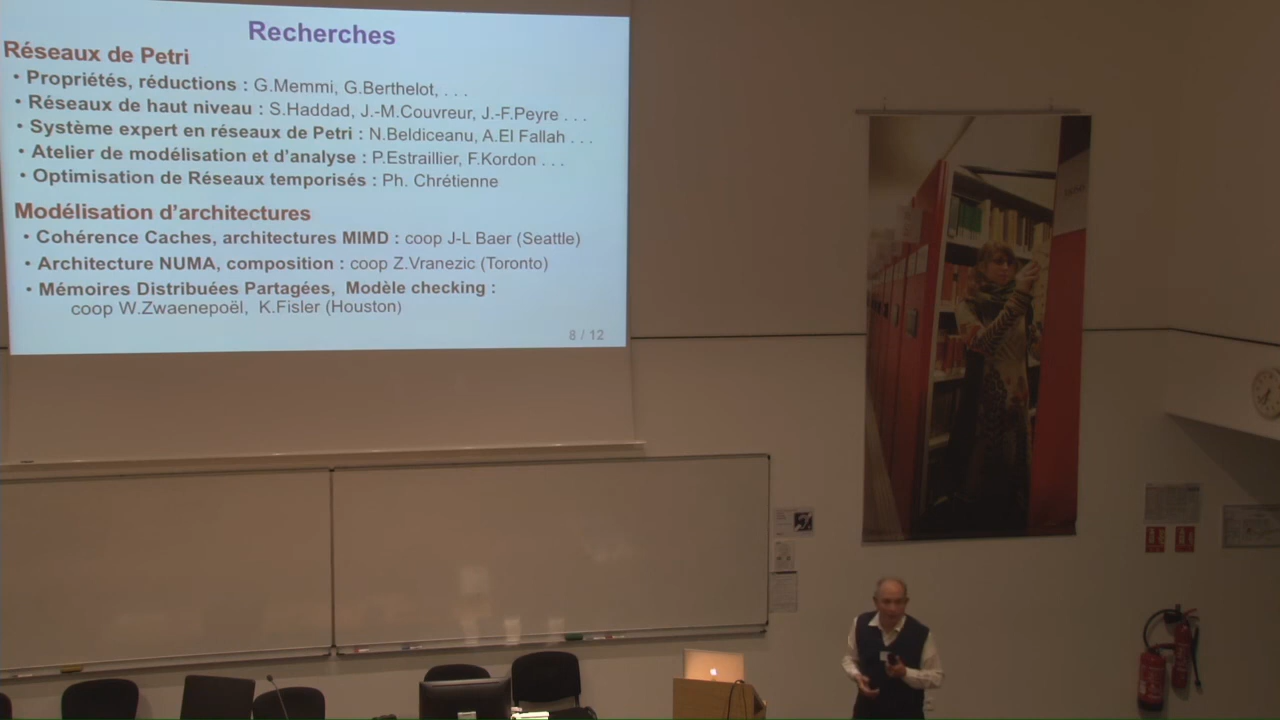 Recherches
Réseaux de Petri
• Propriétés, réductions : G.Memmi, G.Berthelot, . . .
• Réseaux de haut niveau : S.Haddad, J.-M.Couvreur, J.-F.Peyre . . .
• Système expert en réseaux de Petri : N.Beldiceanu, A.El Fallah . . .
• Atelier de modélisation et d'analyse : P.Estraillier, F.Kordon . . .
• Optimisation de Réseaux temporisés : Ph. Chrétienne
Modélisation d'architectures
• Cohérence Caches, architectures MIMD : coop J-L Baer (Seattle)
• Architecture NUMA, composition : coop Z.Vranezic (Toronto)
• Mémoires Distribuées Partagées, Modèle checking :
coop W.Zwaenepoël, K.Fisler (Houston)
8 / 12